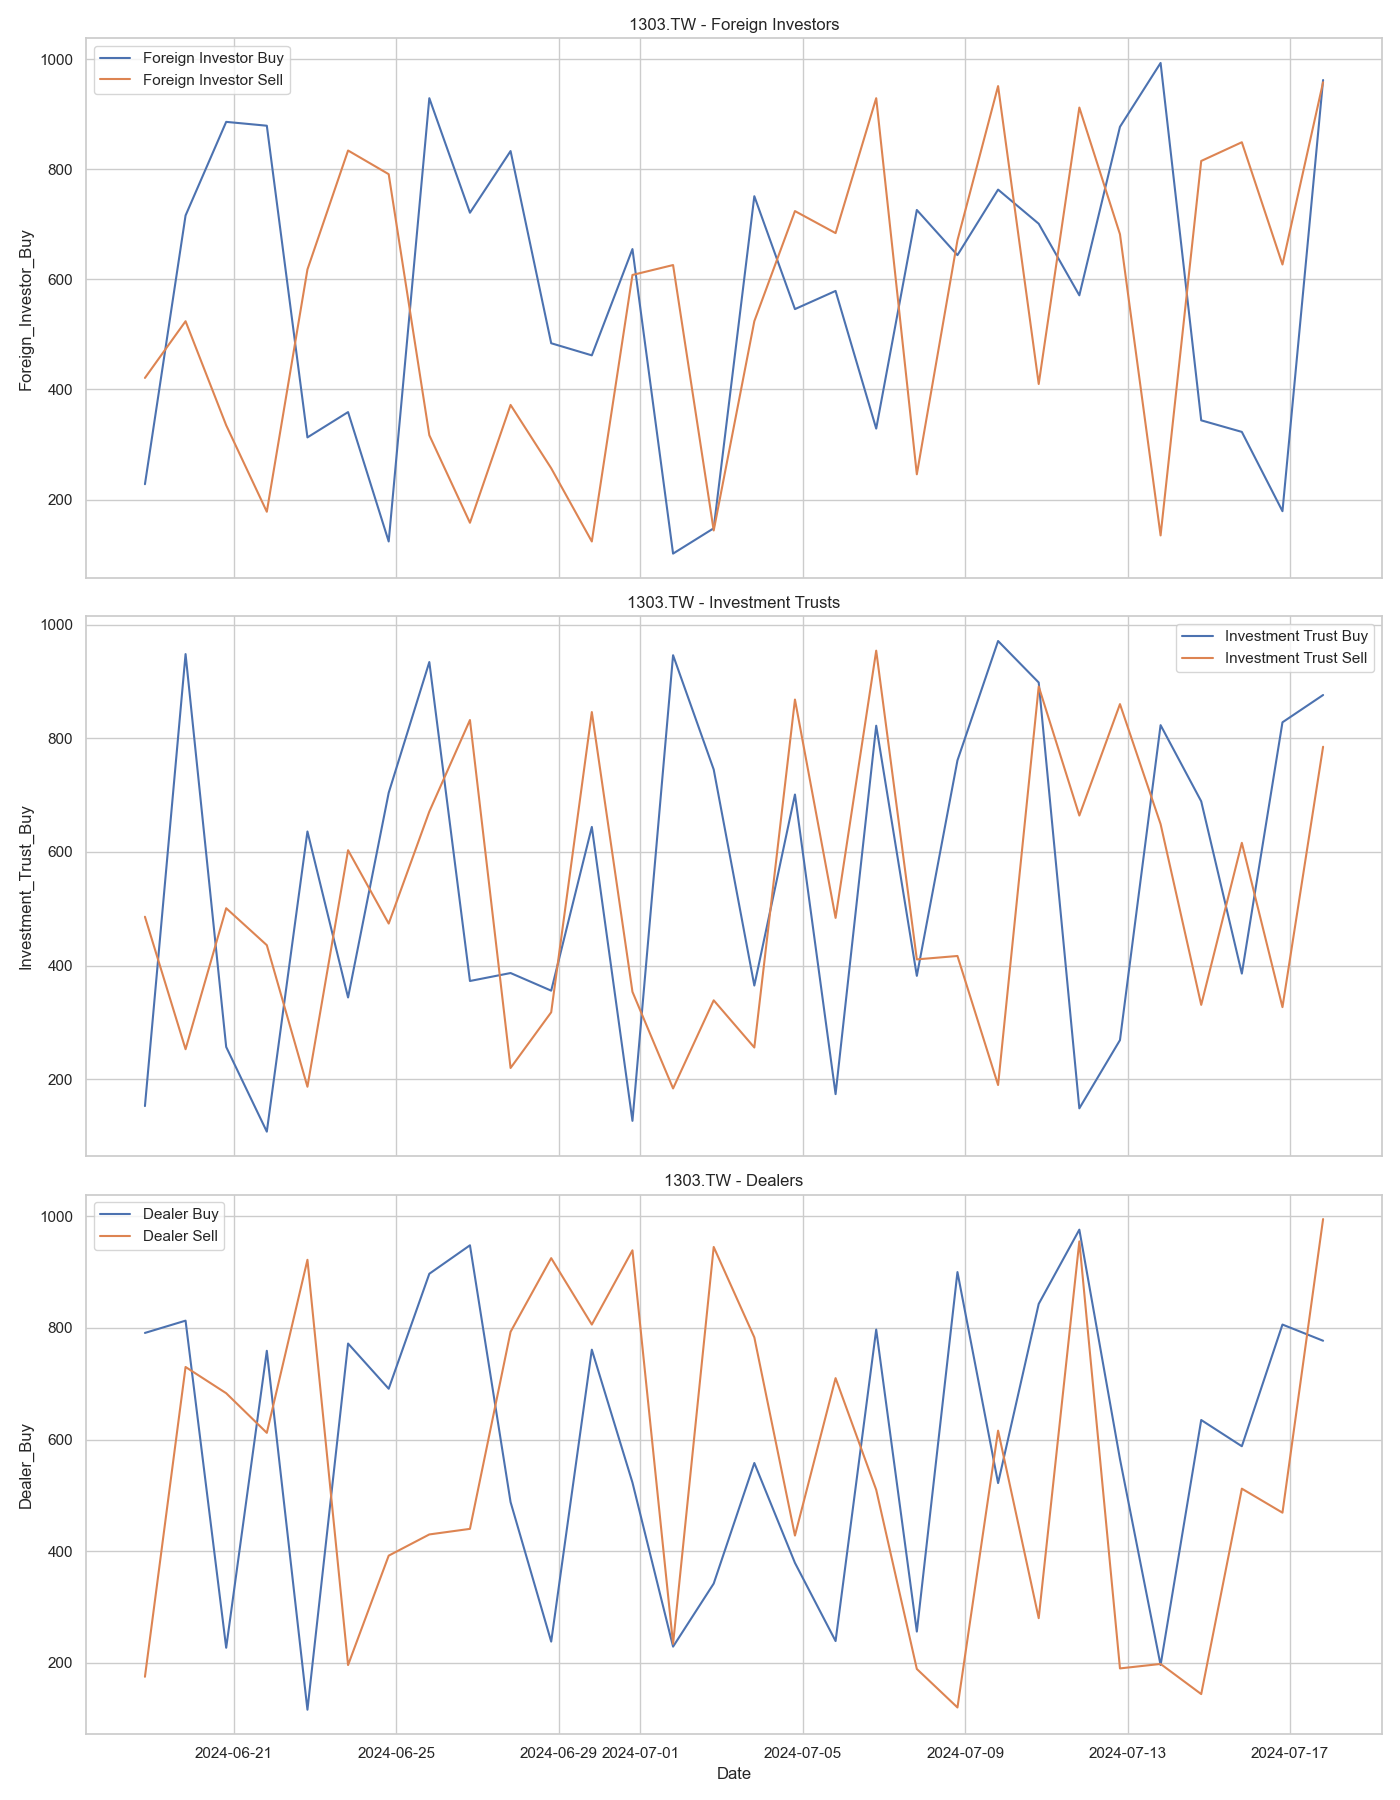 1303.TW - Foreign Investors
Foreign Investor Buy
Foreign Investor Sell
1000
800
600
400
200
Foreign_Investor_Buy
1303.TW - Investment Trusts
Investment Trust Buy
Investment Trust Sell
1000
800
600
400
200
Investment_Trust_Buy
1303.TW - Dealers
Dealer Buy
Dealer Sell
1000
800
600
400
200
Dealer_Buy
2024-06-21 2024-06-25 2024-06-29 2024-07-01 2024-07-05 2024-07-09 2024-07-13 2024-07-17
Date